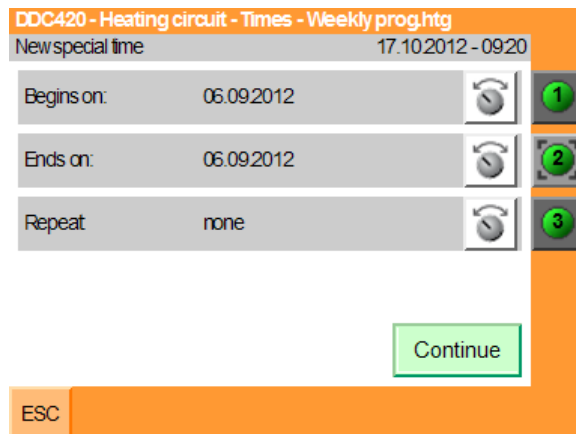 DDC420 - Heating circuit - Times - Weekly prog.htg
New special time 17.10.2012 - 09:20
Begins on: 06.09.2012 1
Ends on: 06.09.2012 2
Repeat: none 3
Continue
ESC